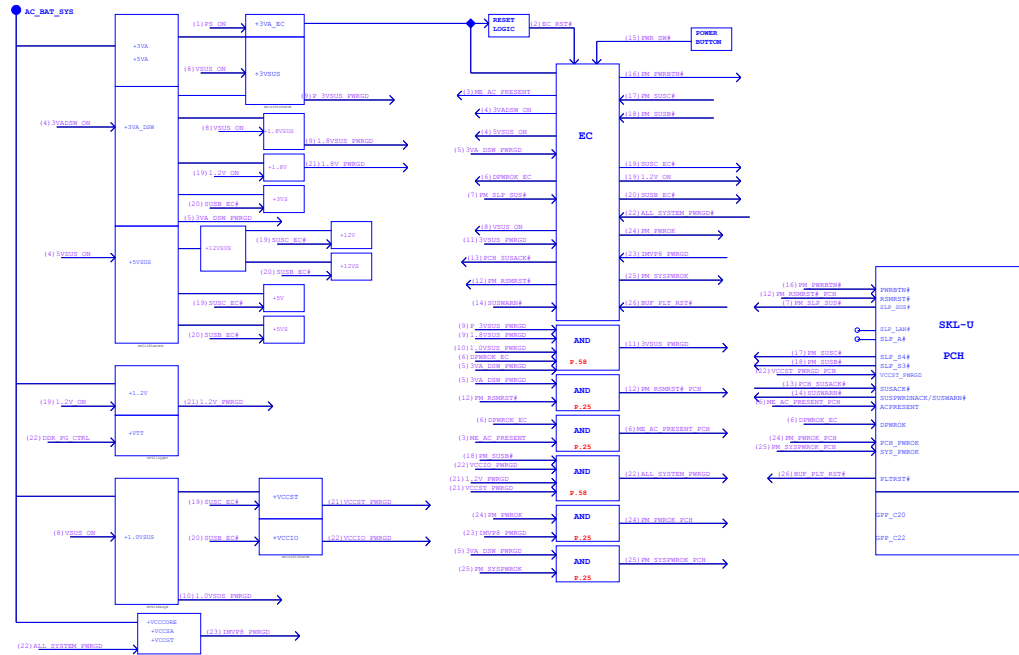 AC_BAT_SYS
+3VA
+5VA
(1)PS_ON
+3VA_EC
(8)VSUS_ON
+3VSUS
(9)P_3VSUS_PWRGD
(4)3VADSW_ON
+3VA_DSW
(8)VSUS_ON
+1.8VSUS
(9)1.8VSUS_PWRGD
+1.8V
(21)1.8V_PWRGD
(19)1.2V_ON
+3VS
(20)SUSB_EC#
(5)3VA_DSW_PWRGD
(4)5VSUS_ON
+5VSUS
+12VSUS
(19)SUSC_EC#
+12V
(20)SUSB_EC#
+12VS
(19)SUSC_EC#
+5V
(20)SUSB_EC#
+5VS
+1.2V
(19)1.2V_ON
(21)1.2V_PWRGD
+VTT
(22)DDR_PG_CTRL
(8)VSUS_ON
+1.0VSUS
(19)SUSC_EC#
+VCCST
(21)VCCST_PWRGD
(20)SUSB_EC#
+VCCIO
(22)VCCIO_PWRGD
(10)1.0VSUS_PWRGD
+VCCCORE
+VCCSA
+VCCGT
(23)IMVP8_PWRGD
(22)ALL_SYSTEM_PWRGD
RESET
LOGIC
(2)EC_RST#
(15)PWR_SW#
POWER
BUTTON
EC
(3)ME_AC_PRESENT
(4)3VADSW_ON
(4)5VSUS_ON
(5)3VA_DSW_PWRGD
(6)DPWROK_EC
(7)PM_SLP_SUS#
(8)VSUS_ON
(11)3VSUS_PWRGD
(13)PCH_SUSACK#
(12)PM_RSMRST#
(14)SUSWARN#
(16)PM_PWRBTN#
(17)PM_SUSC#
(18)PM_SUSB#
(19)SUSC_EC#
(19)1.2V_ON
(20)SUSB_EC#
(22)ALL_SYSTEM_PWRGD#
(24)PM_PWROK
(23)IMVP8_PWRGD
(25)PM_SYSPWROK
(26)BUF_PLT_RST#
(9)P_3VSUS_PWRGD
(9)1.8VSUS_PWRGD
(10)1.0VSUS_PWRGD
(6)DPWROK_EC
(5)3VA_DSW_PWRGD
AND
P.58
(11)3VSUS_PWRGD
(5)3VA_DSW_PWRGD
(12)PM_RSMRST#
AND
P.25
(12)PM_RSMRST#_PCH
(6)DPWROK_EC
(3)ME_AC_PRESENT
AND
P.25
(6)ME_AC_PRESENT_PCH
(18)PM_SUSB#
(22)VCCIO_PWRGD
(21)1.2V_PWRGD
(21)VCCST_PWRGD
AND
P.58
(22)ALL_SYSTEM_PWRGD
(24)PM_PWROK
(23)IMVP8_PWRGD
AND
P.25
(24)PM_PWROK_PCH
(5)3VA_DSW_PWRGD
(25)PM_SYSPWROK
AND
P.25
(25)PM_SYSPWROK_PCH
SKL-U
PCH
(16)PM_PWRBTN#
PWRBTN#
(12)PM_RSMRST#_PCH
RSMRST#
(7)PM_SLP_SUS#
SLP_SUS#
SLP_LAN#
SLP_A#
(17)PM_SUSC#
SLP_S4#
(18)PM_SUSB#
SLP_S3#
(22)VCCST_PWRGD_PCH
VCCST_PWRGD
(13)PCH_SUSACK#
SUSACK#
(14)SUSWARN#
SUSPWRDNACK/SUSWARN#
(6)ME_AC_PRESENT_PCH
ACPRESENT
(6)DPWROK_EC
DPWROK
(24)PM_PWROK_PCH
PCH_PWROK
(25)PM_SYSPWROK_PCH
SYS_PWROK
(26)BUF_PLT_RST#
PLTRST#
GPP_C20
GPP_C22